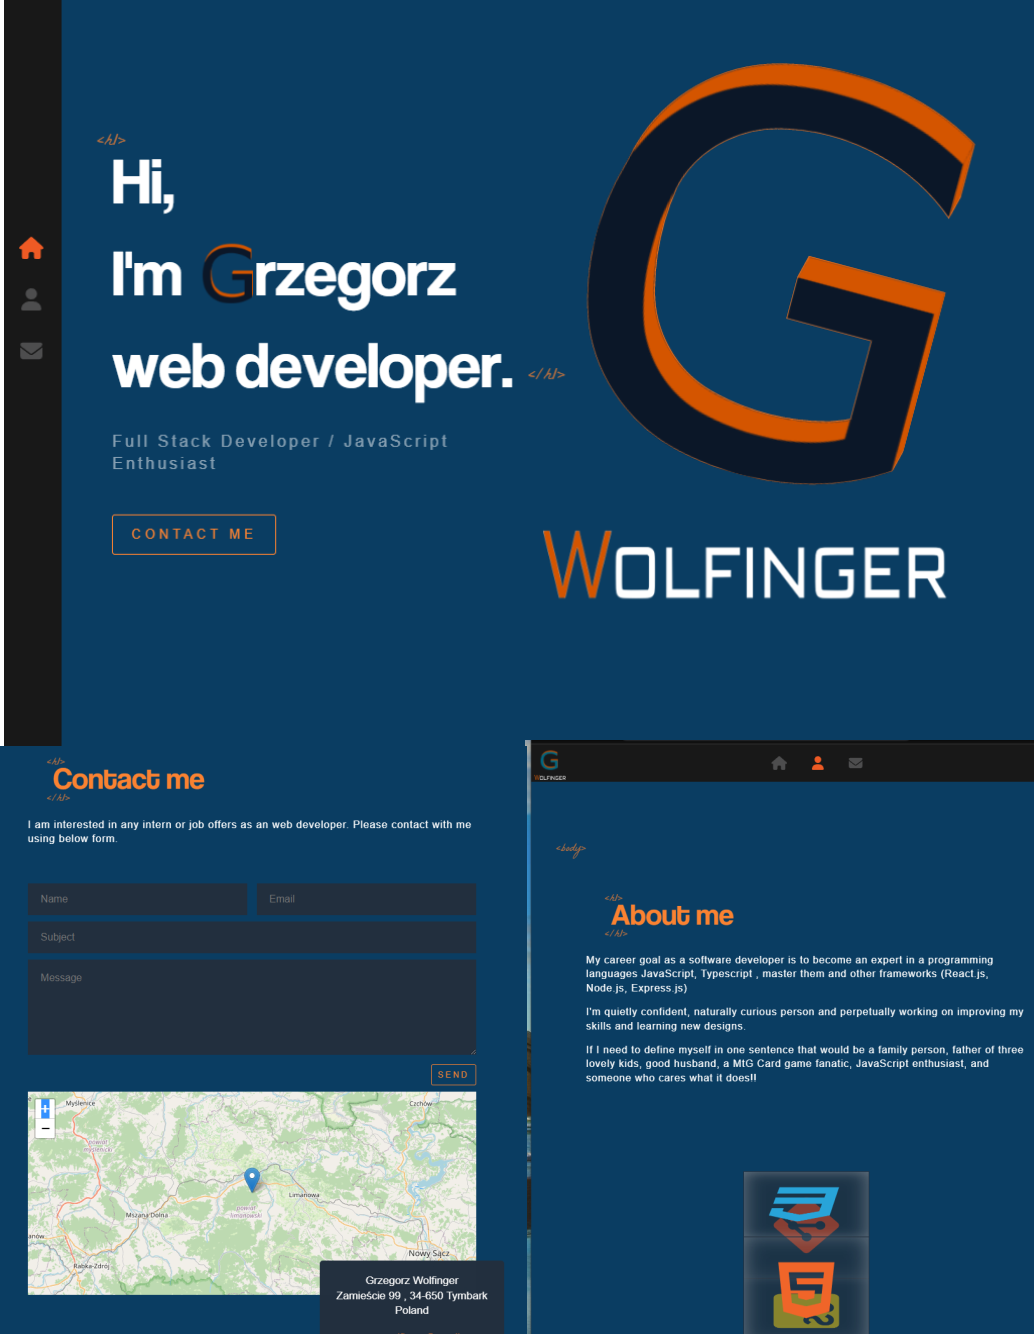 <h1>
Hi,
I'm Grzegorz
web developer.
</h1>
Full Stack Developer / JavaScript
Enthusiast
CONTACT ME
G
WOLFINGER
<h1>
Contact me
</h1>
I am interested in any intern or job offers as an web developer. Please contact with me
using below form.
Name
Email
Subject
Message
SEND
+
−
Myślenice
Czchów
powiat
myślenicki
Limanowa
powiat
limanowski
Mszana Dolna
anów
Rabka-Zdrój
Nowy Sącz
Grzegorz Wolfinger
Zamieście 99 , 34-650 Tymbark
Poland
G
WOLFINGER
<body>
<h1>
About me
</h1>
My career goal as a software developer is to become an expert in a programming
languages JavaScript, Typescript , master them and other frameworks (React.js,
Node.js, Express.js)
I'm quietly confident, naturally curious person and perpetually working on improving my
skills and learning new designs.
If I need to define myself in one sentence that would be a family person, father of three
lovely kids, good husband, a MtG Card game fanatic, JavaScript enthusiast, and
someone who cares what it does!!
3
5